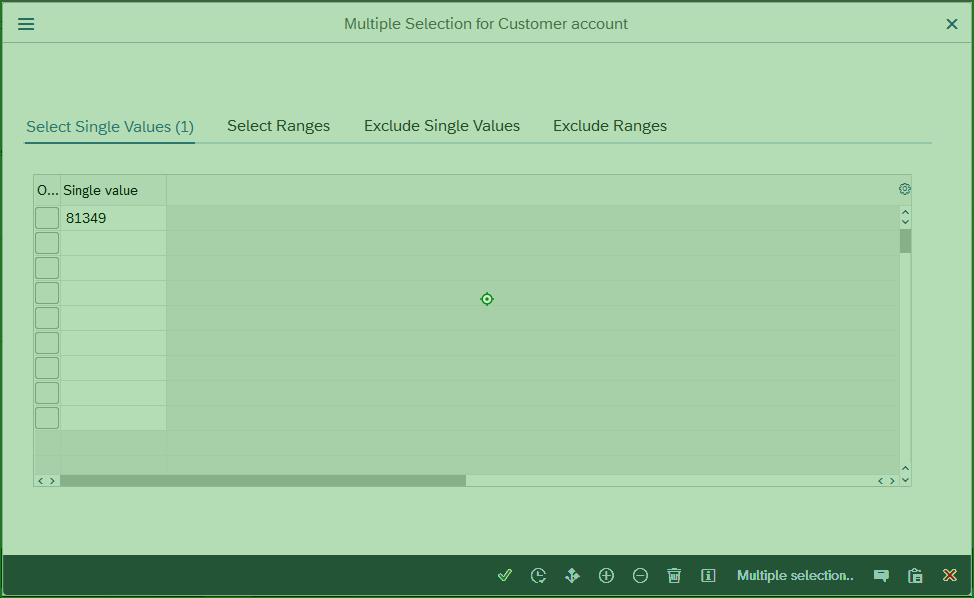 Multiple Selection for Customer account
Select Single Values (1) Select Ranges Exclude Single Values Exclude Ranges
O... Single value
81349
Multiple selection..